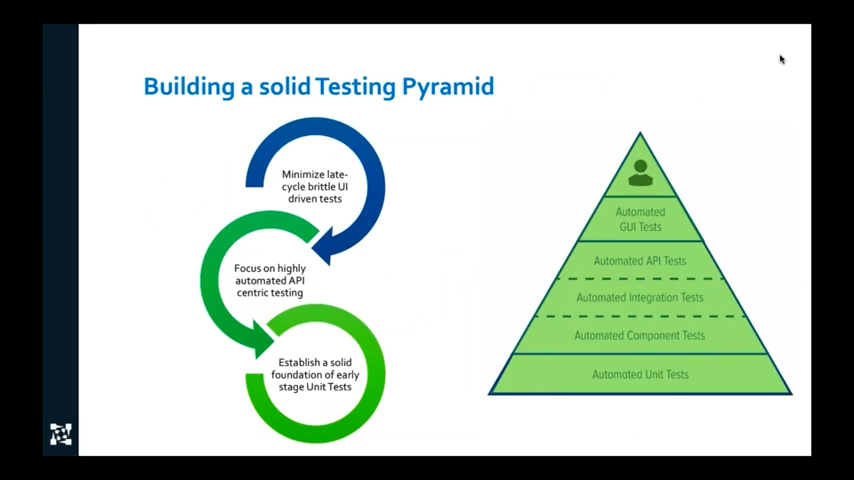 Building a solid Testing Pyramid
Minimize late-
cycle brittle UI
driven tests
Focus on highly
automated API
centric testing
Establish a solid
foundation of early
stage Unit Tests
Automated
GUI Tests
Automated API Tests
Automated Integration Tests
Automated Component Tests
Automoted Unit Tests